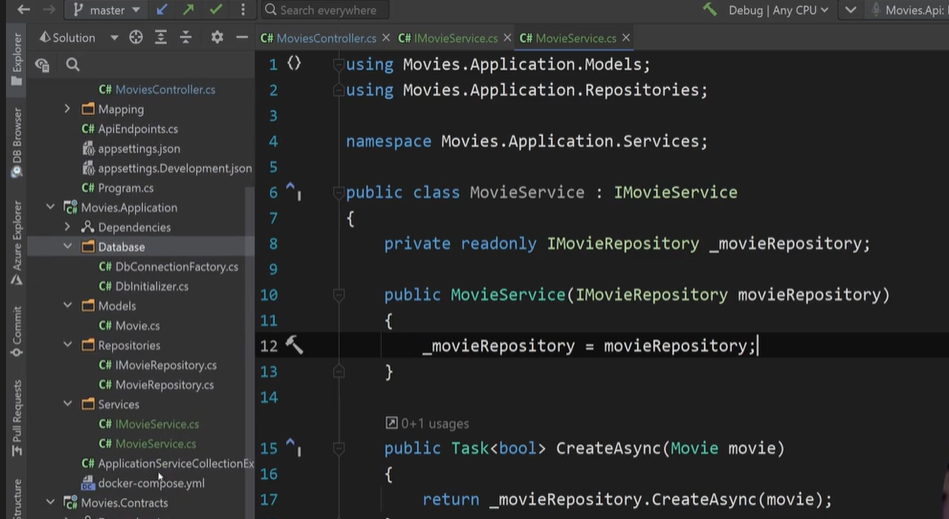 master
Search everywhere
Debug | Any CPU
Movies.Api:
Solution
MoviesController.cs
IMovieService.cs
MovieService.cs
Explorer
DB Browser
Azure Explorer
Commit
Pull Requests
Structure
C# MoviesController.cs
Mapping
C# ApiEndpoints.cs
appsettings.json
appsettings.Development.json
C# Program.cs
Movies.Application
Dependencies
Database
C# DbConnectionFactory.cs
C# DbInitializer.cs
Models
C# Movie.cs
Repositories
C# IMovieRepository.cs
C# MovieRepository.cs
Services
C# IMovieService.cs
C# MovieService.cs
C# ApplicationServiceCollectionEx
docker-compose.yml
Movies.Contracts
1 using Movies.Application.Models;
2 using Movies.Application.Repositories;
3
4 namespace Movies.Application.Services;
5
6 public class MovieService : IMovieService
7 {
8 private readonly IMovieRepository _movieRepository;
9
10 public MovieService(IMovieRepository movieRepository)
11 {
12 _movieRepository = movieRepository;
13 }
14
0+1 usages
15 public Task<bool> CreateAsync(Movie movie)
16 {
17 return _movieRepository.CreateAsync(movie);